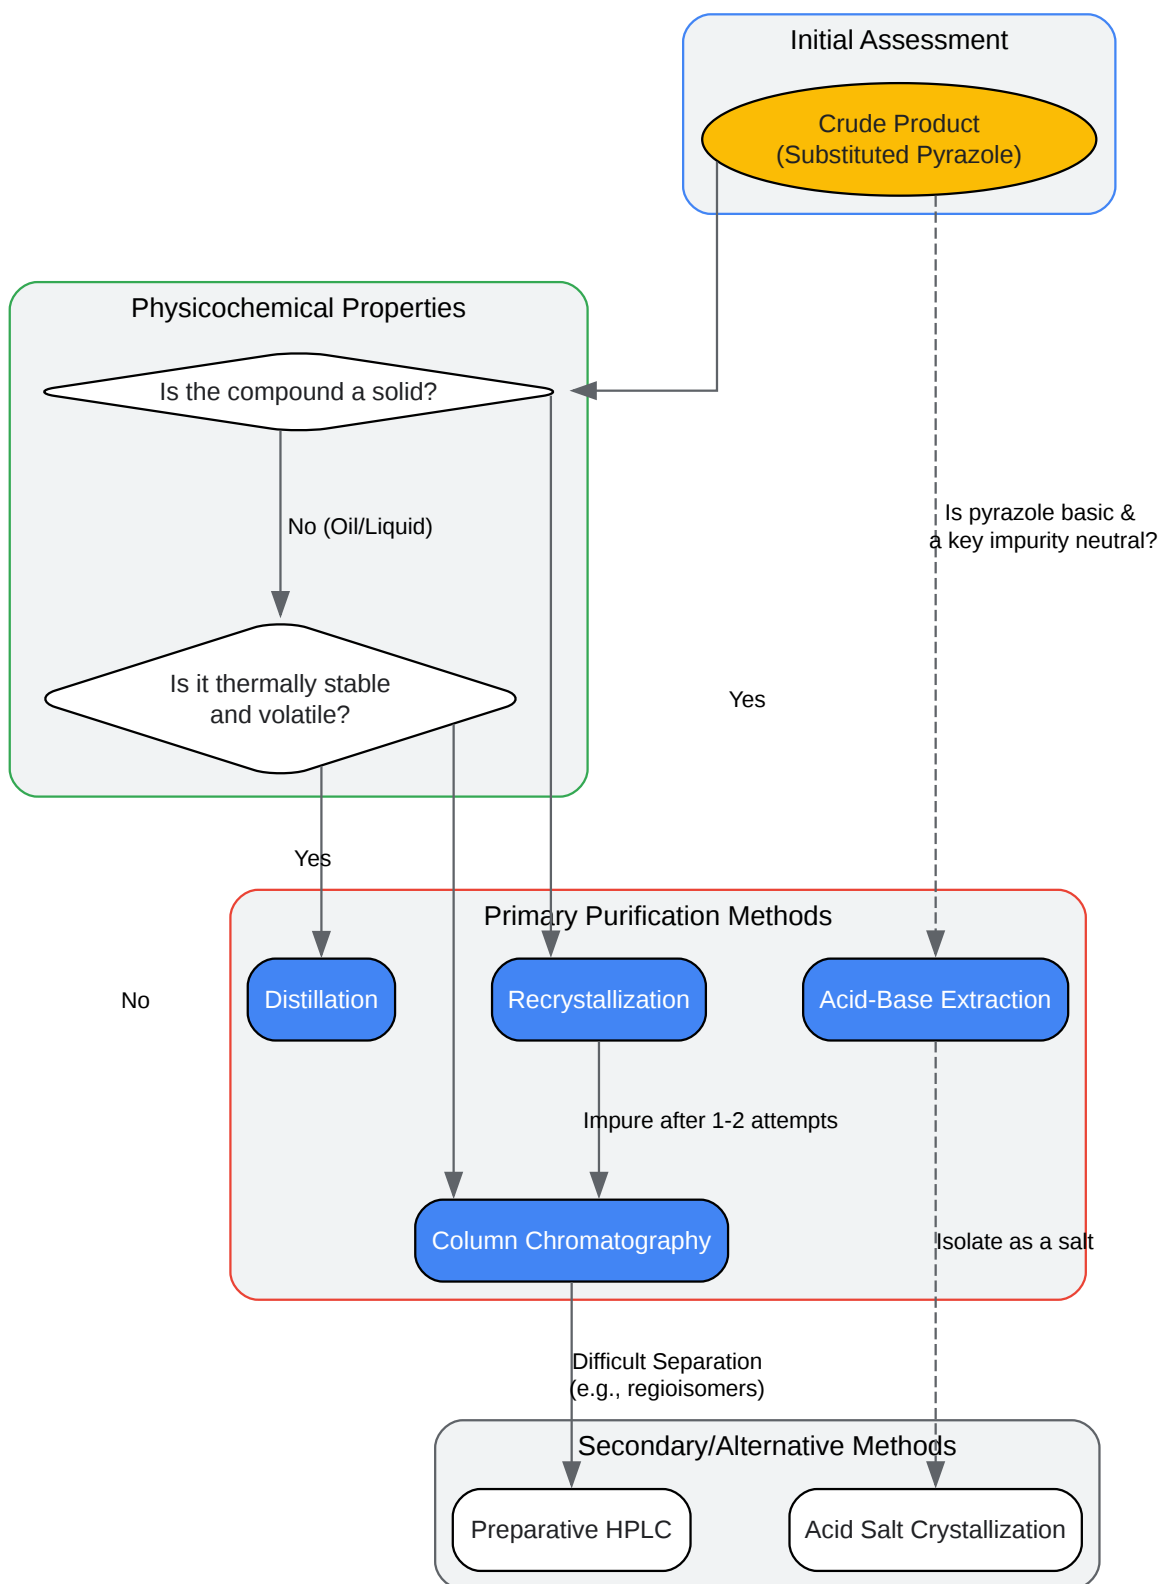 Initial Assessment
Crude Product
(Substituted Pyrazole)
Physicochemical Properties
Is the compound a solid?
No (Oil/Liquid)
Is pyrazole basic &
a key impurity neutral?
Is it thermally stable
and volatile?
Yes
Yes
Primary Purification Methods
No
Distillation
Recrystallization
Acid-Base Extraction
Impure after 1-2 attempts
Column Chromatography
Isolate as a salt
Difficult Separation
(e.g., regioisomers)
Secondary/Alternative Methods
Preparative HPLC
Acid Salt Crystallization